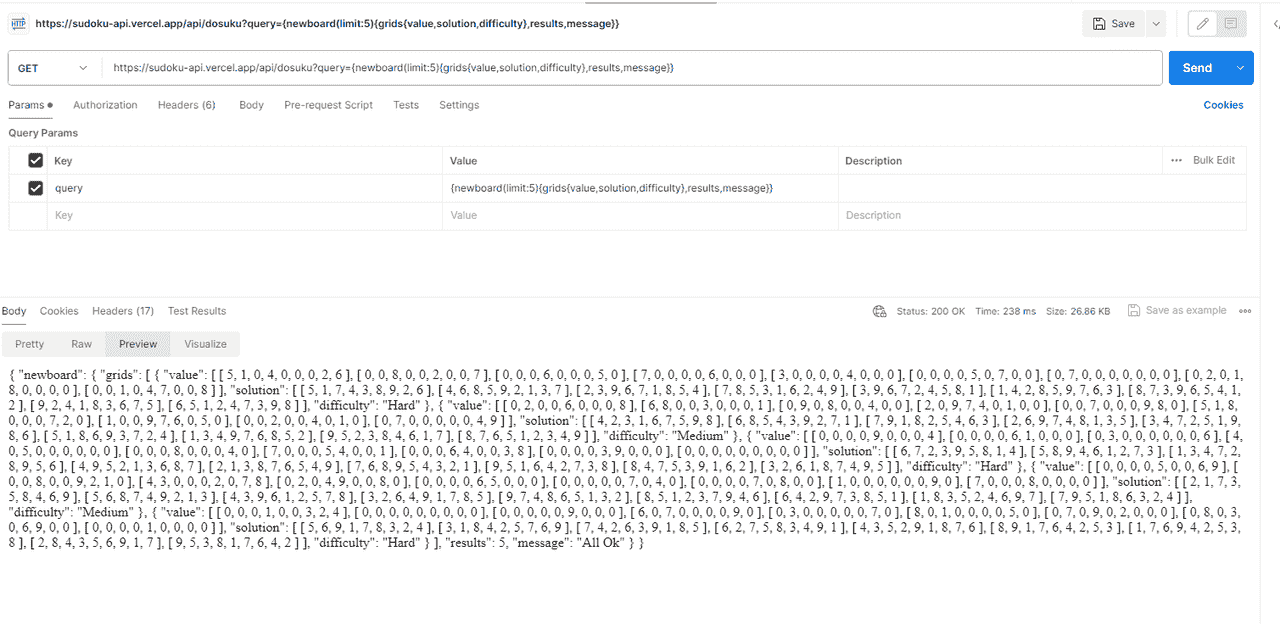 HTTP https://sudoku-api.vercel.app/api/dosuku?query={newboard(limit:5){grids{value,solution,difficulty},results,message}} Save
GET https://sudoku-api.vercel.app/api/dosuku?query={newboard(limit:5){grids{value,solution,difficulty},results,message}} Send
Params Authorization Headers (6) Body Pre-request Script Tests Settings Cookies
Query Params
Key Value Description Bulk Edit
query {newboard(limit:5){grids{value,solution,difficulty},results,message}}
Key Value Description
Body Cookies Headers (17) Test Results Status: 200 OK Time: 238 ms Size: 26.86 KB Save as example
Pretty Raw Preview Visualize
{ "newboard": { "grids": [ { "value": [ [ 5, 1, 0, 4, 0, 0, 0, 2, 6 ], [ 0, 0, 8, 0, 0, 2, 0, 0, 7 ], [ 0, 0, 0, 6, 0, 0, 0, 5, 0 ], [ 7, 0, 0, 0, 0, 6, 0, 0, 0 ], [ 3, 0, 0, 0, 0, 4, 0, 0, 0 ], [ 0, 0, 0, 0, 5, 0, 7, 0, 0 ], [ 0, 7, 0, 0, 0, 0, 0, 0, 0 ], [ 0, 2, 0, 1,
8, 0, 0, 0, 0 ], [ 0, 0, 1, 0, 4, 7, 0, 0, 8 ] ], "solution": [ [ 5, 1, 7, 4, 3, 8, 9, 2, 6 ], [ 4, 6, 8, 5, 9, 2, 1, 3, 7 ], [ 2, 3, 9, 6, 7, 1, 8, 5, 4 ], [ 7, 8, 5, 3, 1, 6, 2, 4, 9 ], [ 3, 9, 6, 7, 2, 4, 5, 8, 1 ], [ 1, 4, 2, 8, 5, 9, 7, 6, 3 ], [ 8, 7, 3, 9, 6, 5, 4, 1,
2 ], [ 9, 2, 4, 1, 8, 3, 6, 7, 5 ], [ 6, 5, 1, 2, 4, 7, 3, 9, 8 ] ], "difficulty": "Hard" }, { "value": [ [ 0, 2, 0, 0, 6, 0, 0, 0, 8 ], [ 6, 8, 0, 0, 3, 0, 0, 0, 1 ], [ 0, 9, 0, 8, 0, 0, 4, 0, 0 ], [ 2, 0, 9, 7, 4, 0, 1, 0, 0 ], [ 0, 0, 7, 0, 0, 0, 9, 8, 0 ], [ 5, 1, 8,
0, 0, 0, 7, 2, 0 ], [ 1, 0, 0, 9, 7, 6, 0, 5, 0 ], [ 0, 0, 2, 0, 0, 4, 0, 1, 0 ], [ 0, 7, 0, 0, 0, 0, 0, 4, 9 ] ], "solution": [ [ 4, 2, 3, 1, 6, 7, 5, 9, 8 ], [ 6, 8, 5, 4, 3, 9, 2, 7, 1 ], [ 7, 9, 1, 8, 2, 5, 4, 6, 3 ], [ 2, 6, 9, 7, 4, 8, 1, 3, 5 ], [ 3, 4, 7, 2, 5, 1, 9,
8, 6 ], [ 5, 1, 8, 6, 9, 3, 7, 2, 4 ], [ 1, 3, 4, 9, 7, 6, 8, 5, 2 ], [ 9, 5, 2, 3, 8, 4, 6, 1, 7 ], [ 8, 7, 6, 5, 1, 2, 3, 4, 9 ] ], "difficulty": "Medium" }, { "value": [ [ 0, 0, 0, 0, 9, 0, 0, 0, 4 ], [ 0, 0, 0, 0, 6, 1, 0, 0, 0 ], [ 0, 3, 0, 0, 0, 0, 0, 0, 6 ], [ 4,
0, 5, 0, 0, 0, 0, 0, 0 ], [ 0, 0, 0, 8, 0, 0, 0, 4, 0 ], [ 7, 0, 0, 0, 5, 4, 0, 0, 1 ], [ 0, 0, 0, 6, 4, 0, 0, 3, 8 ], [ 0, 0, 0, 0, 3, 9, 0, 0, 0 ], [ 0, 0, 0, 0, 0, 0, 0, 0, 0 ] ], "solution": [ [ 6, 7, 2, 3, 9, 5, 8, 1, 4 ], [ 5, 8, 9, 4, 6, 1, 2, 7, 3 ], [ 1, 3, 4, 7, 2,
8, 9, 5, 6 ], [ 4, 9, 5, 2, 1, 3, 6, 8, 7 ], [ 2, 1, 3, 8, 7, 6, 5, 4, 9 ], [ 7, 6, 8, 9, 5, 4, 3, 2, 1 ], [ 9, 5, 1, 6, 4, 2, 7, 3, 8 ], [ 8, 4, 7, 5, 3, 9, 1, 6, 2 ], [ 3, 2, 6, 1, 8, 7, 4, 9, 5 ] ], "difficulty": "Hard" }, { "value": [ [ 0, 0, 0, 0, 5, 0, 0, 6, 9 ], [ 0,
0, 8, 0, 0, 9, 2, 1, 0 ], [ 4, 3, 0, 0, 0, 2, 0, 7, 8 ], [ 0, 2, 0, 4, 9, 0, 0, 8, 0 ], [ 0, 0, 0, 0, 6, 5, 0, 0, 0 ], [ 0, 0, 0, 0, 0, 7, 0, 4, 0 ], [ 0, 0, 0, 0, 7, 0, 8, 0, 0 ], [ 1, 0, 0, 0, 0, 0, 0, 9, 0 ], [ 7, 0, 0, 0, 8, 0, 0, 0, 0 ] ], "solution": [ [ 2, 1, 7, 3,
5, 8, 4, 6, 9 ], [ 5, 6, 8, 7, 4, 9, 2, 1, 3 ], [ 4, 3, 9, 6, 1, 2, 5, 7, 8 ], [ 3, 2, 6, 4, 9, 1, 7, 8, 5 ], [ 9, 7, 4, 8, 6, 5, 1, 3, 2 ], [ 8, 5, 1, 2, 3, 7, 9, 4, 6 ], [ 6, 4, 2, 9, 7, 3, 8, 5, 1 ], [ 1, 8, 3, 5, 2, 4, 6, 9, 7 ], [ 7, 9, 5, 1, 8, 6, 3, 2, 4 ] ],
"difficulty": "Medium" }, { "value": [ [ 0, 0, 0, 1, 0, 0, 3, 2, 4 ], [ 0, 0, 0, 0, 0, 0, 0, 0, 0 ], [ 0, 0, 0, 0, 0, 9, 0, 0, 0 ], [ 6, 0, 7, 0, 0, 0, 0, 9, 0 ], [ 0, 3, 0, 0, 0, 0, 0, 7, 0 ], [ 8, 0, 1, 0, 0, 0, 0, 5, 0 ], [ 0, 7, 0, 9, 0, 2, 0, 0, 0 ], [ 0, 8, 0, 0, 3,
0, 6, 9, 0, 0 ], [ 0, 0, 0, 0, 1, 0, 0, 0, 0 ] ], "solution": [ [ 5, 6, 9, 1, 7, 8, 3, 2, 4 ], [ 3, 1, 8, 4, 2, 5, 7, 6, 9 ], [ 7, 4, 2, 6, 3, 9, 1, 8, 5 ], [ 6, 2, 7, 5, 8, 3, 4, 9, 1 ], [ 4, 3, 5, 2, 9, 1, 8, 7, 6 ], [ 8, 9, 1, 7, 6, 4, 2, 5, 3 ], [ 1, 7, 6, 9, 4, 2, 5, 3,
8 ], [ 2, 8, 4, 3, 5, 6, 9, 1, 7 ], [ 9, 5, 3, 8, 1, 7, 6, 4, 2 ] ], "difficulty": "Hard" } ], "results": 5, "message": "All Ok" } }